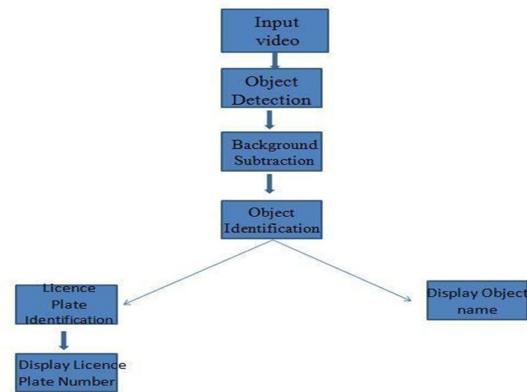 Input
video
Object
Detection
Background
Subtraction
Object
Identification
Licence
Plate
Identification
Display Licence
Plate Number
Display Object
name